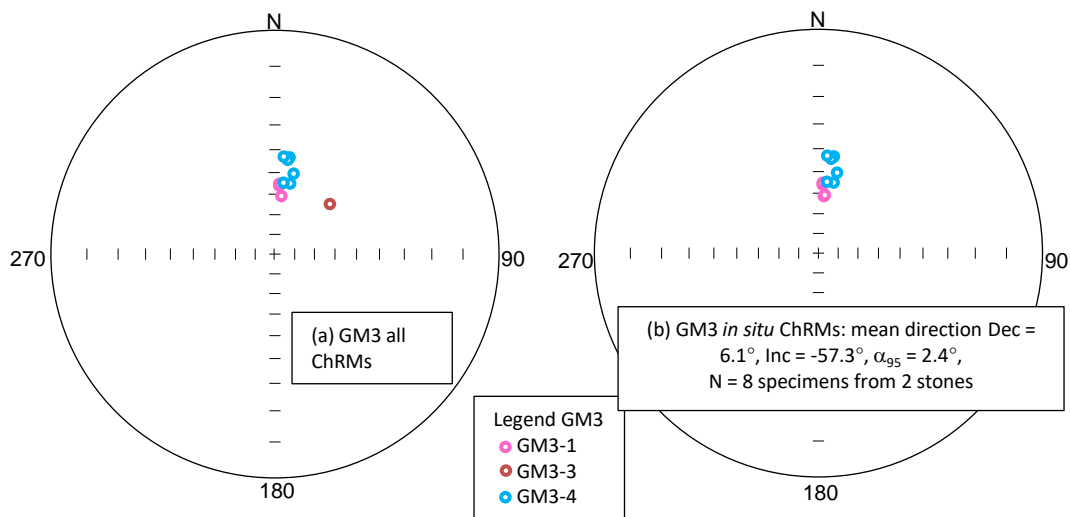 N
270
90
180
(a) GM3 all
ChRMs
N
270
90
180
(b) GM3 in situ ChRMs: mean direction Dec =
6.1°, Inc = -57.3°, α95 = 2.4°,
N = 8 specimens from 2 stones
Legend GM3
GM3-1
GM3-3
GM3-4